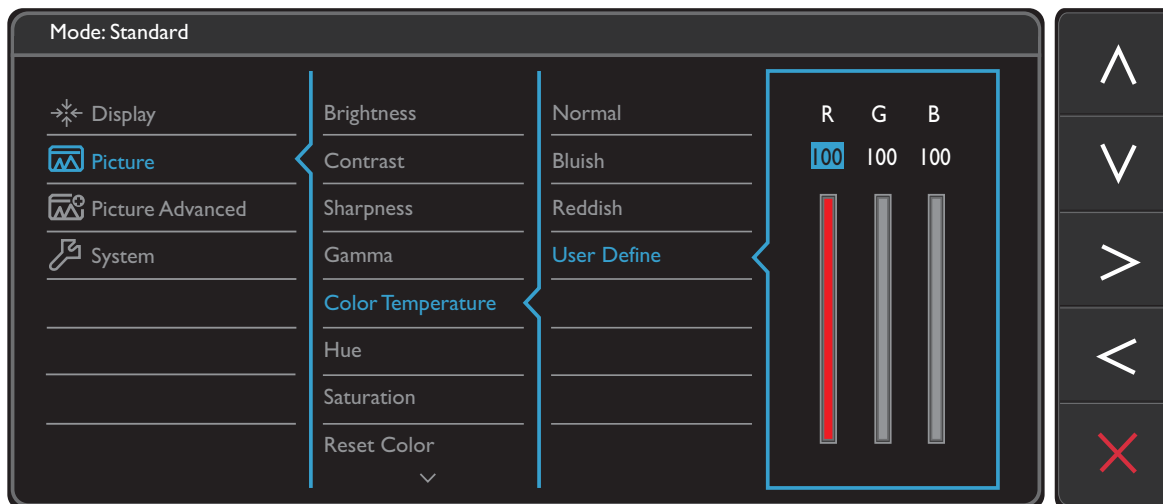 Mode: Standard
Display
Picture
Picture Advanced
System
Brightness
Contrast
Sharpness
Gamma
Color Temperature
Hue
Saturation
Reset Color
Normal
Bluish
Reddish
User Define
R G B
100 100 100